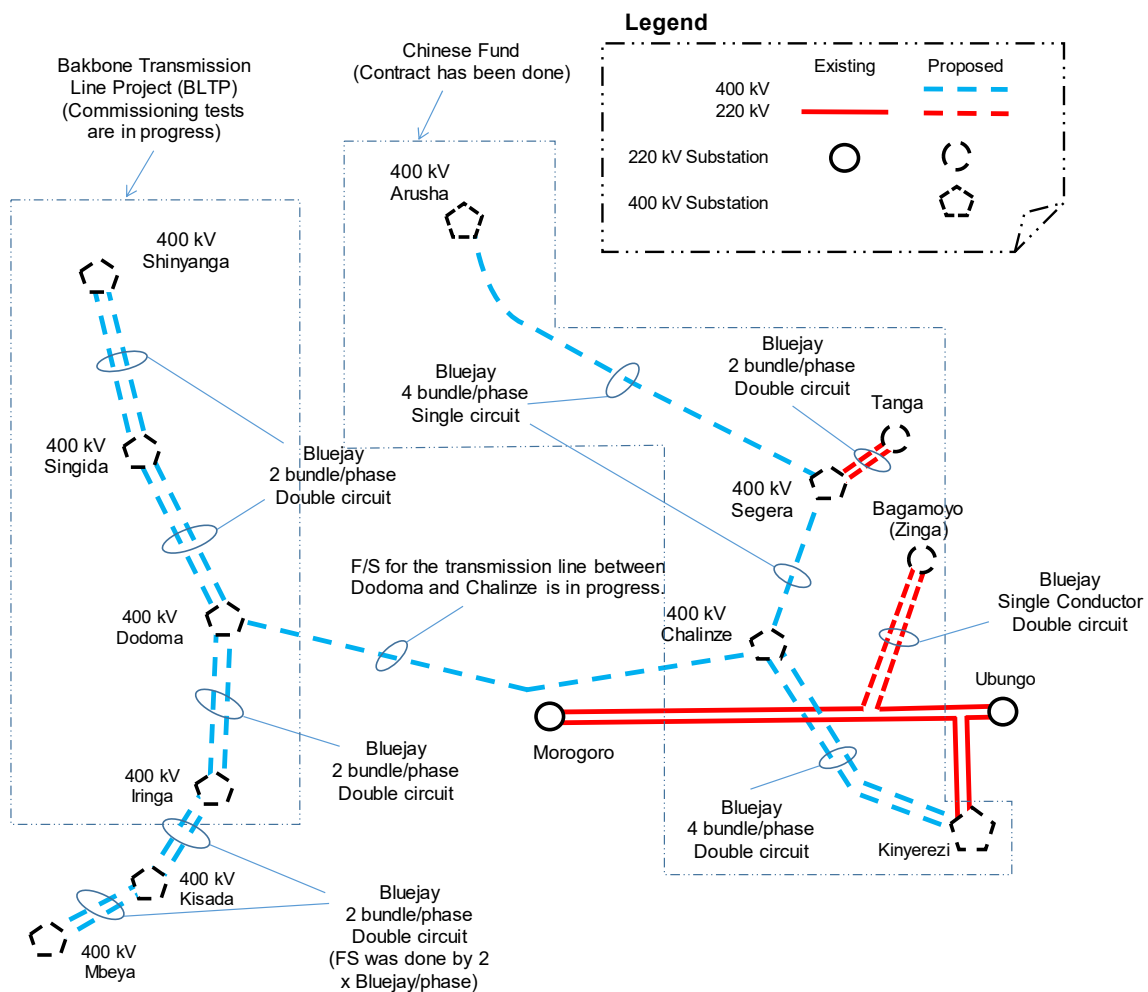 Legend
Existing
Proposed
400 kV
220 kV
220 kV Substation
400 kV Substation
Bakbone Transmission
Line Project (BLTP)
(Commissioning tests
are in progress)
Chinese Fund
(Contract has been done)
400 kV
Arusha
400 kV
Shinyanga
Bluejay
4 bundle/phase
Single circuit
Bluejay
2 bundle/phase
Double circuit
Tanga
400 kV
Singida
Bluejay
2 bundle/phase
Double circuit
400 kV
Segera
Bagamoyo
(Zinga)
F/S for the transmission line between
Dodoma and Chalinze is in progress.
Bluejay
Single Conductor
Double circuit
400 kV
Dodoma
400 kV
Chalinze
Ubungo
Morogoro
Bluejay
2 bundle/phase
Double circuit
400 kV
Iringa
Bluejay
4 bundle/phase
Double circuit
Kinyerezi
400 kV
Kisada
Bluejay
2 bundle/phase
Double circuit
(FS was done by 2
x Bluejay/phase)
400 kV
Mbeya